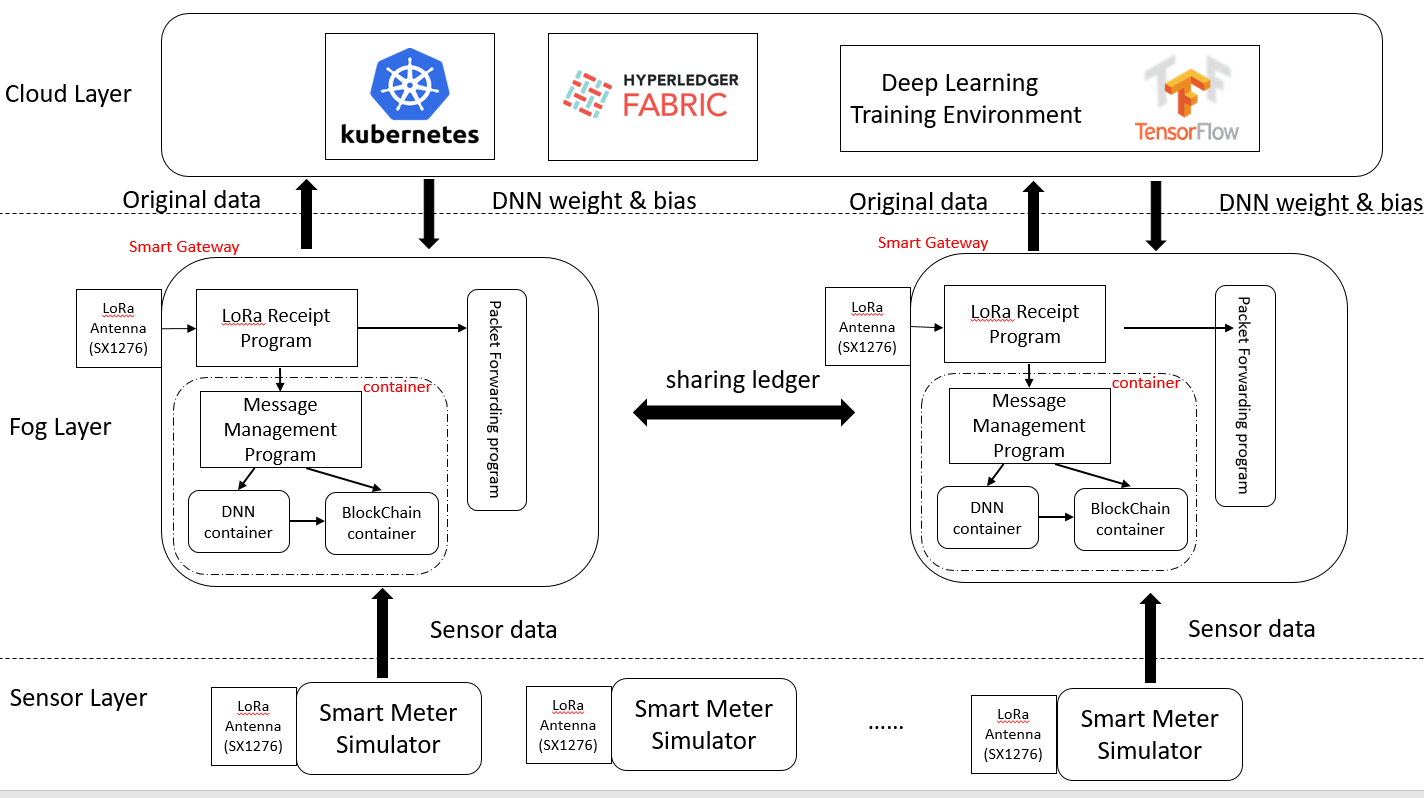 Cloud Layer
kubernetes
HYPERLEDGER
FABRIC
Deep Learning
Training Environment
TF
TensorFlow
Original data
DNN weight & bias
Original data
DNN weight & bias
Smart Gateway
LoRa
Antenna
(SX1276)
LoRa Receipt
Program
Packet Forwarding program
container
Message
Management
Program
DNN
container
BlockChain
container
Fog Layer
sharing ledger
Smart Gateway
LoRa
Antenna
(SX1276)
LoRa Receipt
Program
Packet Forwarding program
container
Message
Management
Program
DNN
container
BlockChain
container
Sensor data
Sensor data
Sensor Layer
LoRa
Antenna
(SX1276)
Smart Meter
Simulator
LoRa
Antenna
(SX1276)
Smart Meter
Simulator
......
LoRa
Antenna
(SX1276)
Smart Meter
Simulator